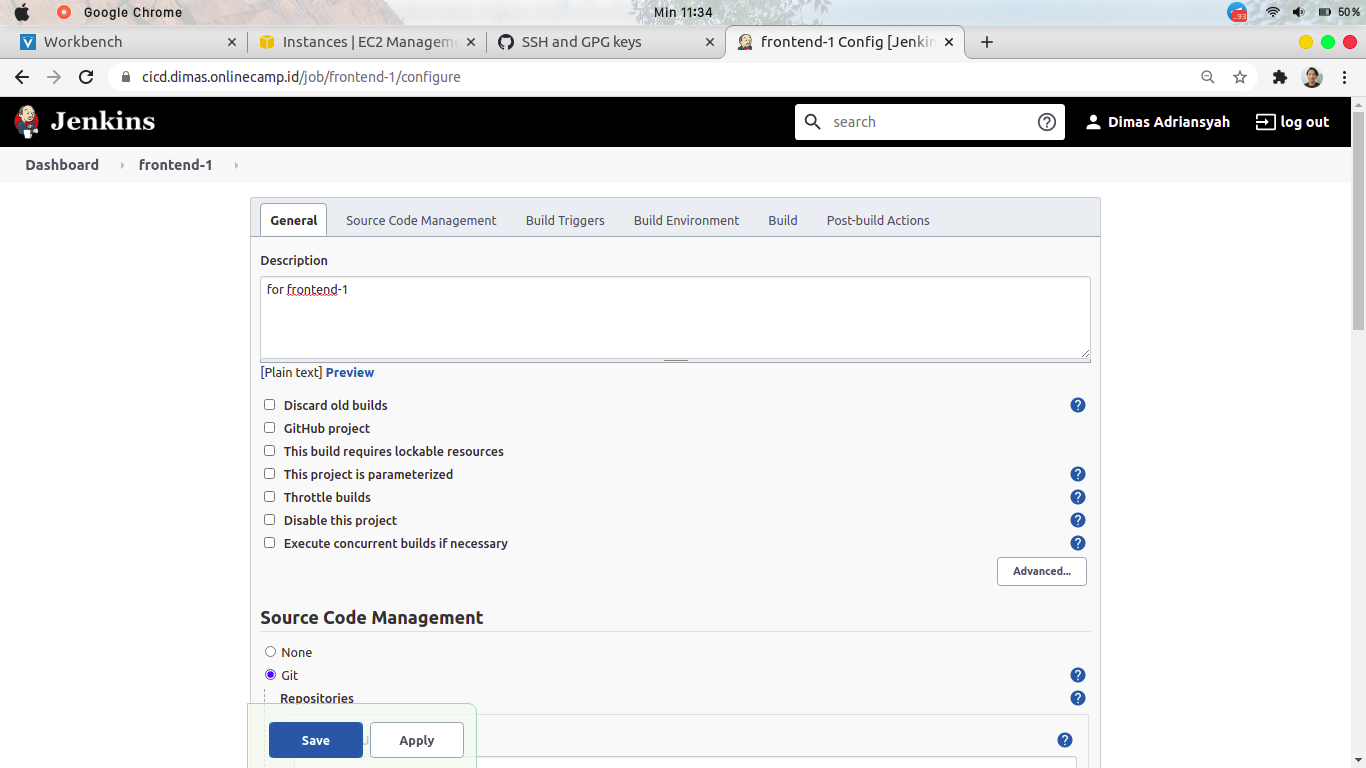 Google Chrome
Min 11:34
93
50%
Workbench
Instances | EC2 Managem
SSH and GPG keys
frontend-1 Config [Jenkin
cicd.dimas.onlinecamp.id/job/frontend-1/configure
Jenkins
search
Dimas Adriansyah
log out
Dashboard
frontend-1
General
Source Code Management
Build Triggers
Build Environment
Build
Post-build Actions
Description
for frontend-1
[Plain text] Preview
Discard old builds
GitHub project
This build requires lockable resources
This project is parameterized
Throttle builds
Disable this project
Execute concurrent builds if necessary
Advanced...
Source Code Management
None
Git
Repositories
Save
Apply